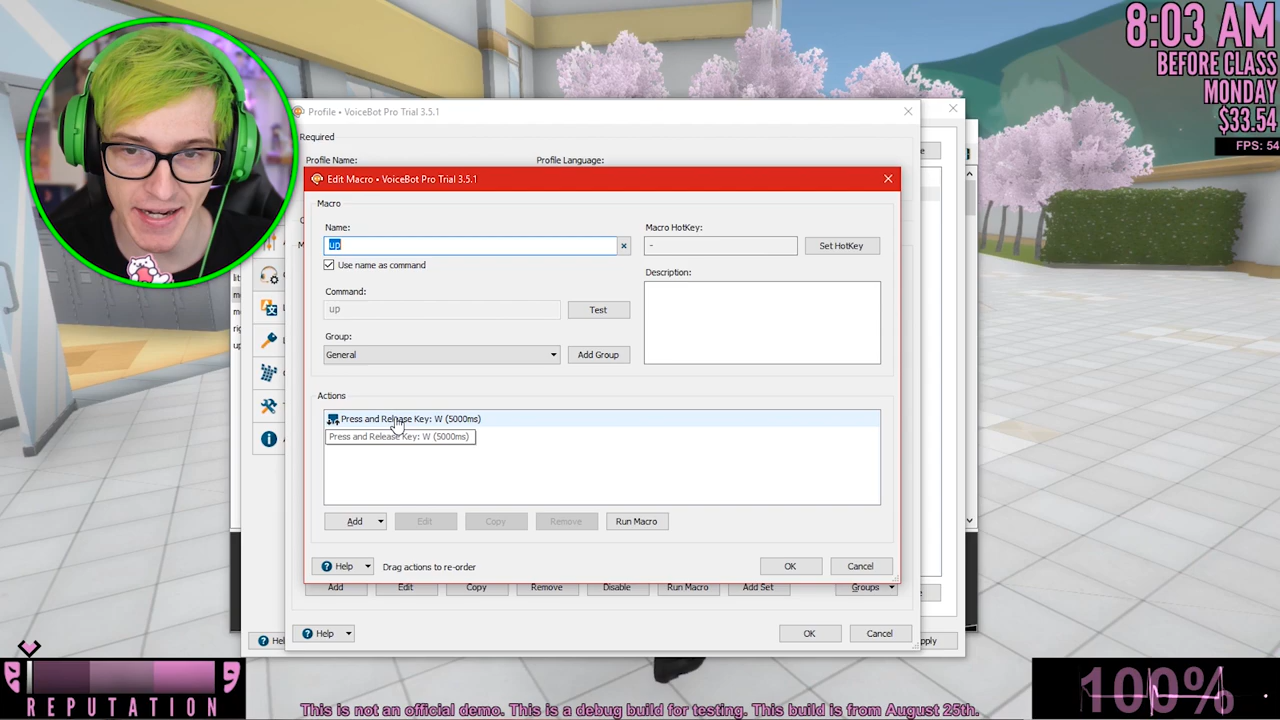 8:03 AM
BEFORE CLASS
MONDAY
$33.54
FPS: 54
Profile • VoiceBot Pro Trial 3.5.1
Required
Profile Name:
Profile Language:
Edit Macro • VoiceBot Pro Trial 3.5.1
Macro
Name:
Macro HotKey:
up
-
Set HotKey
Use name as command
Description:
Command:
up
Test
Group:
General
Add Group
Actions
Press and Release Key: W (5000ms)
Press and Release Key: W (5000ms)
Add
Edit
Copy
Remove
Run Macro
Help
Drag actions to re-order
OK
Cancel
Add
Edit
Copy
Remove
Disable
Run Macro
Add Set
Groups
Help
OK
Cancel
REPUTATION
100%
This is not an official demo. This is a debug build for testing. This build is from August 25th.